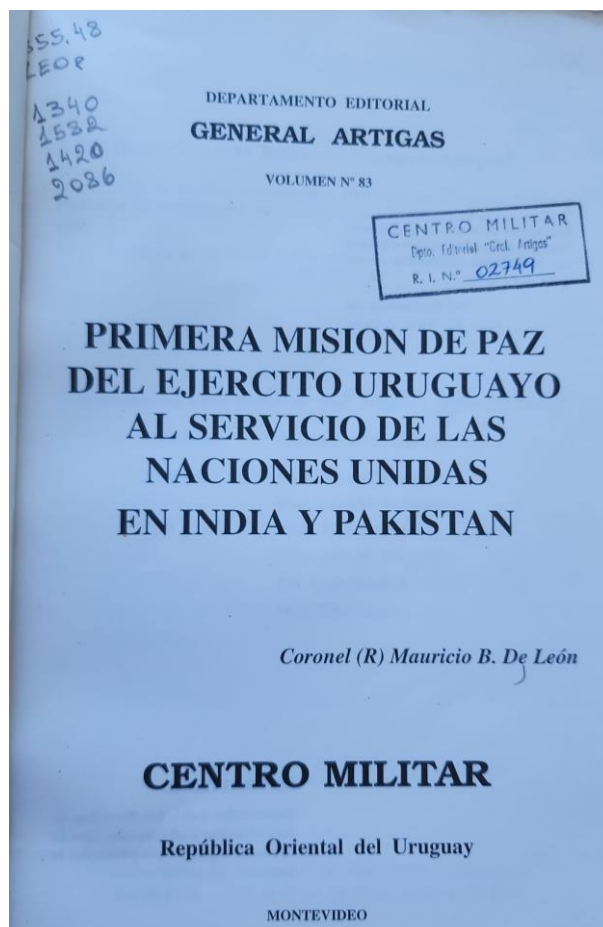 355.48
LEOp
1340
1532
1420
2086
DEPARTAMENTO EDITORIAL
GENERAL ARTIGAS
VOLUMEN Nº 83
CENTRO MILITAR
Dpto. Editorial "Gral. Artigas"
R. I. N.º 02749
PRIMERA MISION DE PAZ
DEL EJERCITO URUGUAYO
AL SERVICIO DE LAS
NACIONES UNIDAS
EN INDIA Y PAKISTAN
Coronel (R) Mauricio B. De León
CENTRO MILITAR
República Oriental del Uruguay
MONTEVIDEO